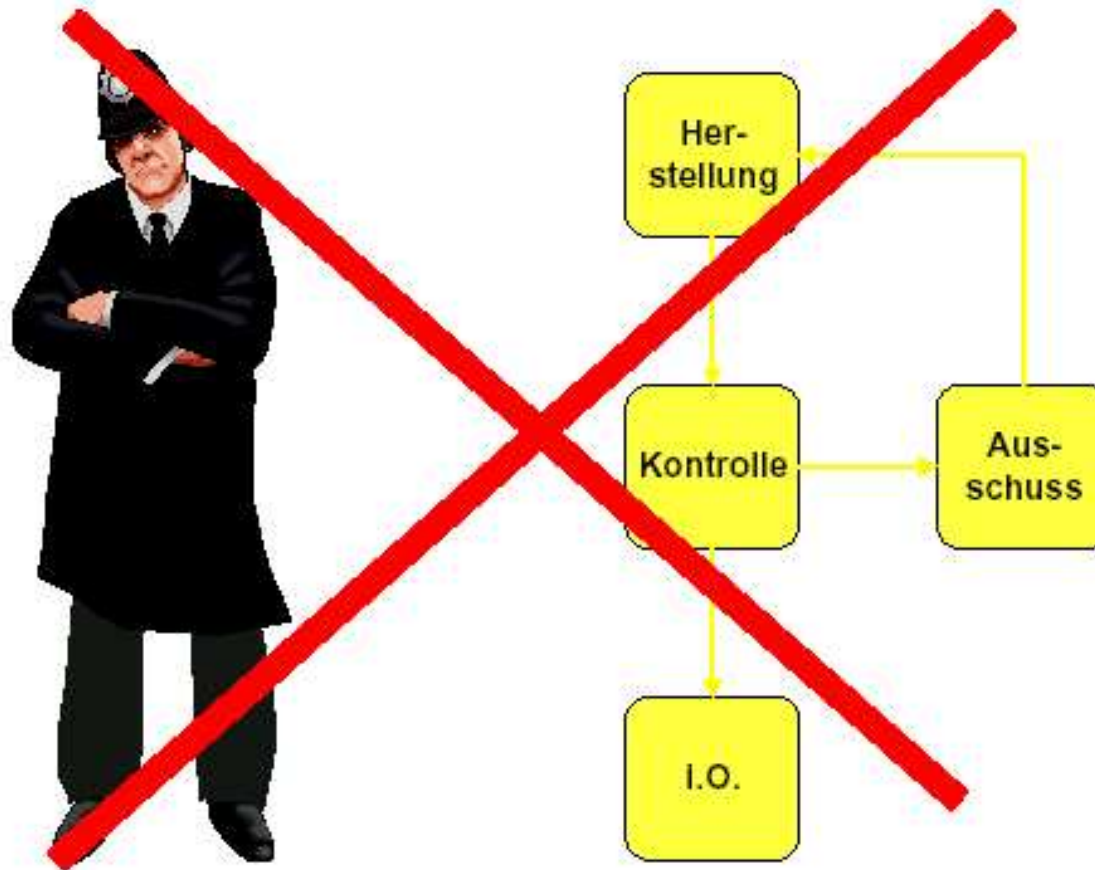 Her-
stellung
Kontrolle
Aus-
schuss
I.O.